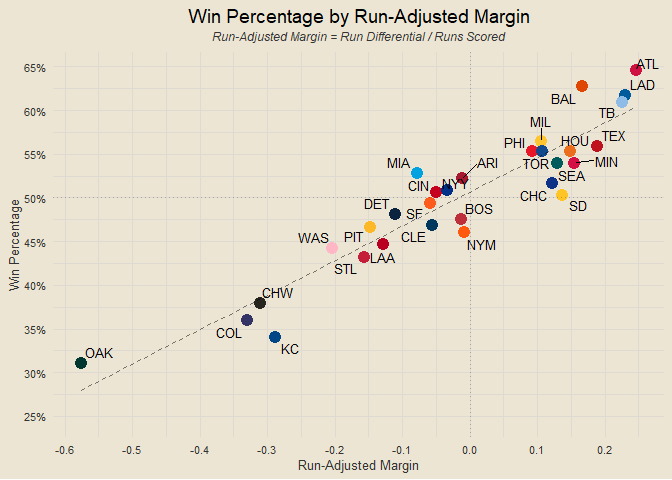 Win Percentage by Run-Adjusted Margin
Run-Adjusted Margin = Run Differential / Runs Scored
65%
60%
55%
50%
45%
40%
35%
30%
25%
Win Percentage
ATL
LAD
BAL
TB
MIL
PHI
HOU
TEX
TOR
MIN
SEA
CHC
SD
MIA
ARI
CIN
NYY
DET
SF
BOS
WAS
PIT
CLE
NYM
STL
LAA
CHW
COL
KC
OAK
-0.6
-0.5
-0.4
-0.3
-0.2
-0.1
0.0
0.1
0.2
Run-Adjusted Margin